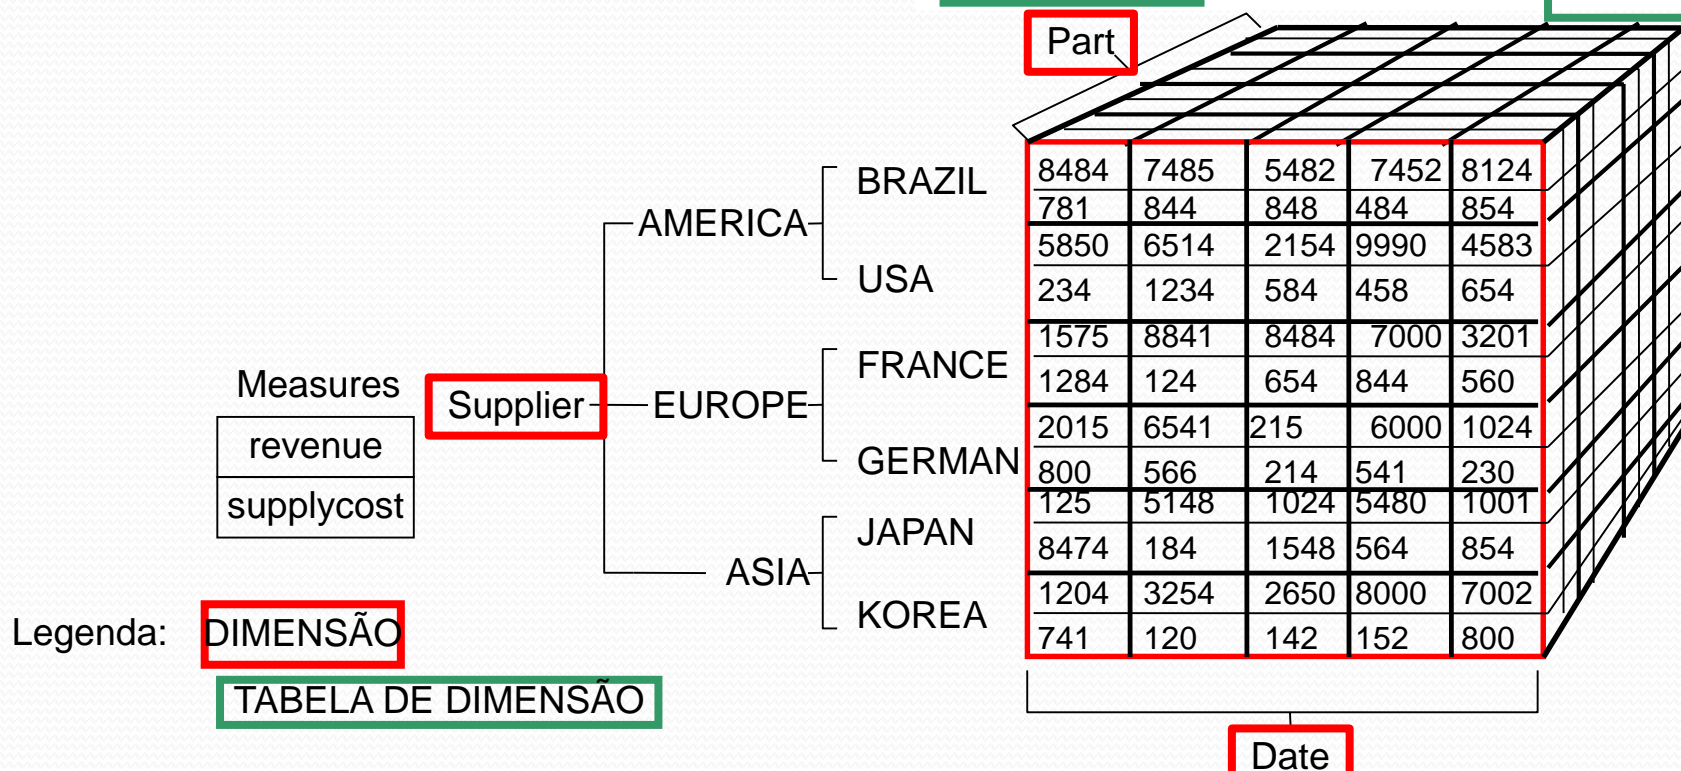 Part
BRAZIL 8484 7485 5482 7452 8124
781 844 848 484 854
AMERICA
5850 6514 2154 9990 4583
USA 234 1234 584 458 654
1575 8841 8484 7000 3201
FRANCE 1284 124 654 844 560
Measures
Supplier EUROPE
revenue
2015 6541 215 6000 1024
GERMAN 800 566 214 541 230
supplycost
125 5148 1024 5480 1001
JAPAN 8474 184 1548 564 854
ASIA
1204 3254 2650 8000 7002
KOREA 741 120 142 152 800
Legenda: DIMENSÃO
TABELA DE DIMENSÃO
Date